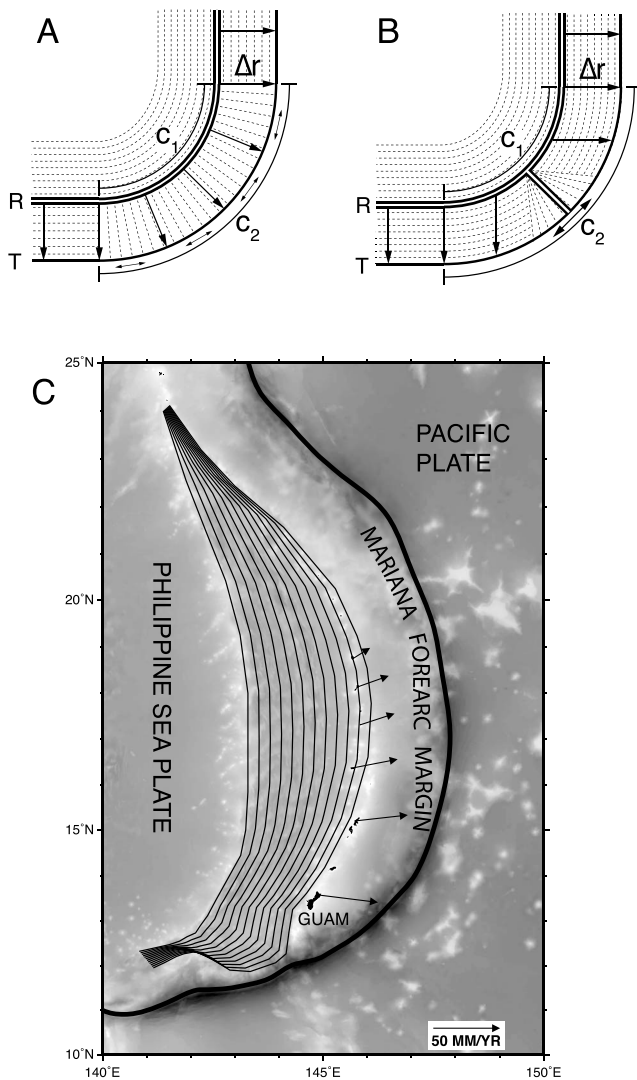 A
Δr
C1
R
T
C2
B
Δr
C1
R
T
C2
C
25°N
PACIFIC
PLATE
MARIANA FOREARC MARGIN
20°N
PHILIPPINE SEA PLATE
15°N
GUAM
50 MM/YR
10°N
140°E
145°E
150°E